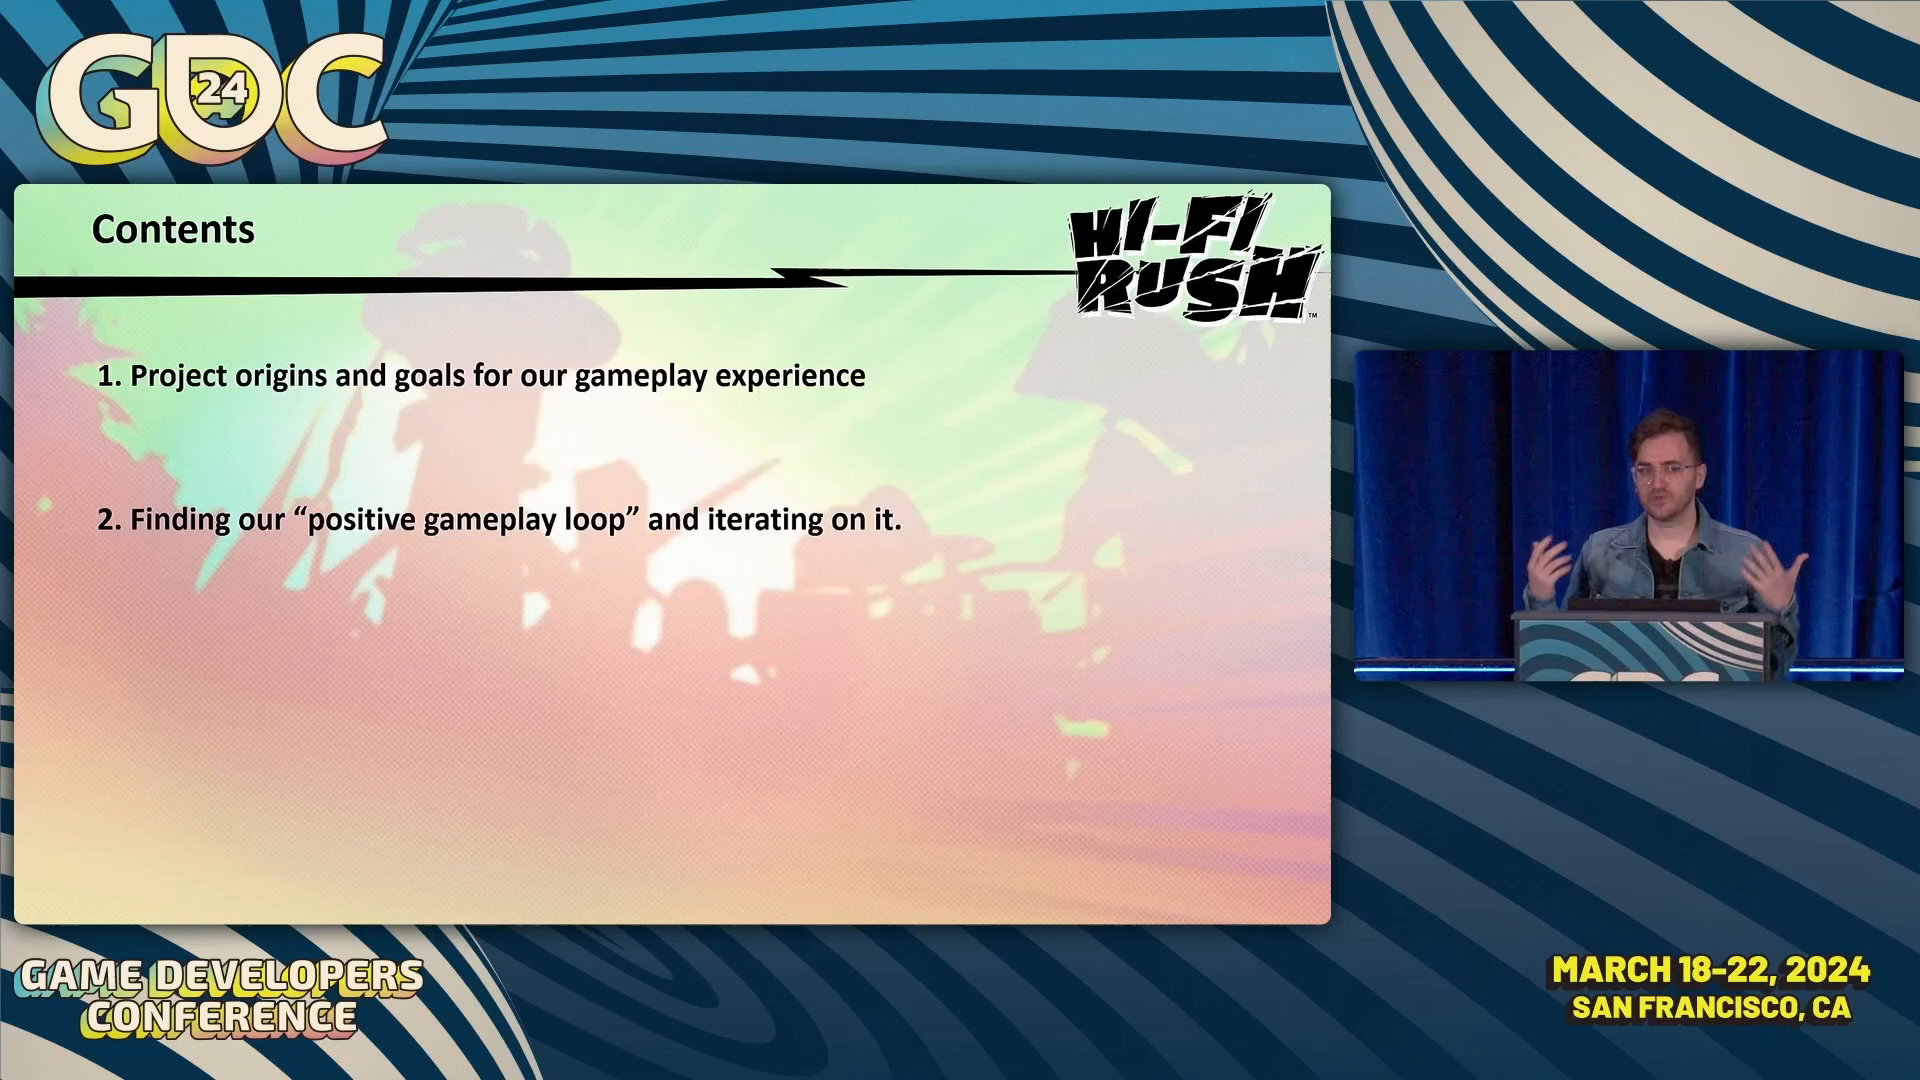 GDC
24
Contents
HI-FI
RUSH™
1. Project origins and goals for our gameplay experience
2. Finding our “positive gameplay loop” and iterating on it.
GAME DEVELOPERS
CONFERENCE
MARCH 18-22, 2024
SAN FRANCISCO, CA